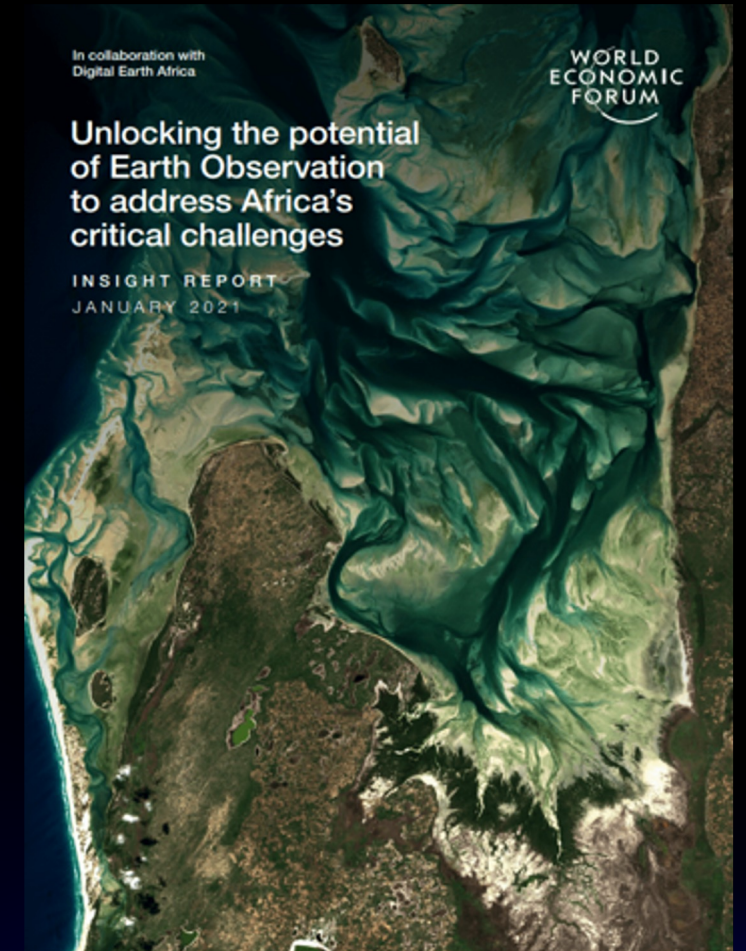 In collaboration with
Digital Earth Africa
WORLD
ECONOMIC
FORUM
Unlocking the potential
of Earth Observation
to address Africa's
critical challenges
INSIGHT REPORT
JANUARY 2021